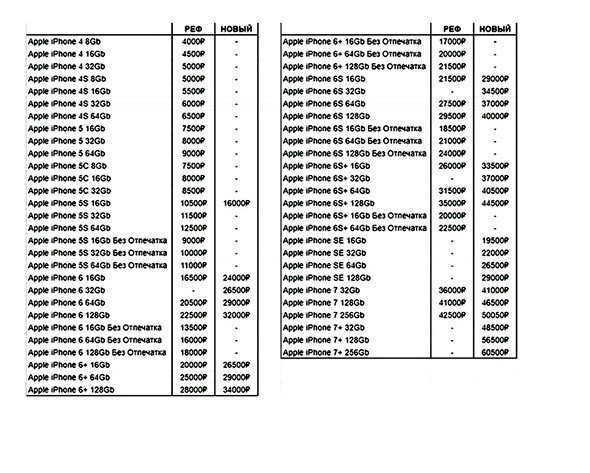 РЕФ НОВЫЙ
Apple iPhone 4 8Gb 4000₽ -
Apple iPhone 4 16Gb 4500₽ -
Apple iPhone 4 32Gb 5000₽ -
Apple iPhone 4S 8Gb 5000₽ -
Apple iPhone 4S 16Gb 5500₽ -
Apple iPhone 4S 32Gb 6000₽ -
Apple iPhone 4S 64Gb 6500₽ -
Apple iPhone 5 16Gb 7500₽ -
Apple iPhone 5 32Gb 8000₽ -
Apple iPhone 5 64Gb 9000₽ -
Apple iPhone 5C 8Gb 7500₽ -
Apple iPhone 5C 16Gb 8000₽ -
Apple iPhone 5C 32Gb 8500₽ -
Apple iPhone 5S 16Gb 10500₽ 16000₽
Apple iPhone 5S 32Gb 11500₽ -
Apple iPhone 5S 64Gb 12500₽ -
Apple iPhone 5S 16Gb Без Отпечатка 9000₽ -
Apple iPhone 5S 32Gb Без Отпечатка 10000₽ -
Apple iPhone 5S 64Gb Без Отпечатка 11000₽ -
Apple iPhone 6 16Gb 16500₽ 24000₽
Apple iPhone 6 32Gb - 26500₽
Apple iPhone 6 64Gb 20500₽ 29000₽
Apple iPhone 6 128Gb 22500₽ 32000₽
Apple iPhone 6 16Gb Без Отпечатка 13500₽ -
Apple iPhone 6 64Gb Без Отпечатка 16000₽ -
Apple iPhone 6 128Gb Без Отпечатка 18000₽ -
Apple iPhone 6+ 16Gb 20000₽ 26500₽
Apple iPhone 6+ 64Gb 25000₽ 29000₽
Apple iPhone 6+ 128Gb 28000₽ 34000₽
РЕФ НОВЫЙ
Apple iPhone 6+ 16Gb Без Отпечатка 17000₽ -
Apple iPhone 6+ 64Gb Без Отпечатка 20000₽ -
Apple iPhone 6+ 128Gb Без Отпечатка 21500₽ -
Apple iPhone 6S 16Gb 21500₽ 29000₽
Apple iPhone 6S 32Gb - 34500₽
Apple iPhone 6S 64Gb 27500₽ 37000₽
Apple iPhone 6S 128Gb 29500₽ 40000₽
Apple iPhone 6S 16Gb Без Отпечатка 18500₽ -
Apple iPhone 6S 64Gb Без Отпечатка 21000₽ -
Apple iPhone 6S 128Gb Без Отпечатка 24000₽ -
Apple iPhone 6S+ 16Gb 26000₽ 33500₽
Apple iPhone 6S+ 32Gb - 37000₽
Apple iPhone 6S+ 64Gb 31500₽ 40500₽
Apple iPhone 6S+ 128Gb 35000₽ 44500₽
Apple iPhone 6S+ 16Gb Без Отпечатка 20000₽ -
Apple iPhone 6S+ 64Gb Без Отпечатка 22500₽ -
Apple iPhone SE 16Gb - 19500₽
Apple iPhone SE 32Gb - 22000₽
Apple iPhone SE 64Gb - 26500₽
Apple iPhone SE 128Gb - 29000₽
Apple iPhone 7 32Gb 36000₽ 41000₽
Apple iPhone 7 128Gb 41000₽ 46500₽
Apple iPhone 7 256Gb 42500₽ 50050₽
Apple iPhone 7+ 32Gb - 48500₽
Apple iPhone 7+ 128Gb - 56500₽
Apple iPhone 7+ 256Gb - 60500₽